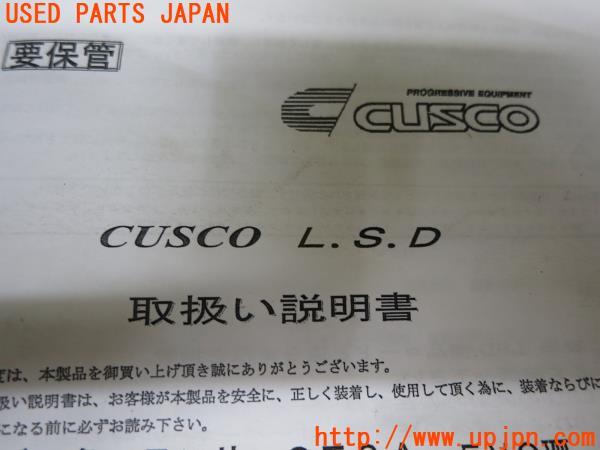 USED PARTS JAPAN
要保管
PROGRESSIVE EQUIPMENT
CUSCO
CUSCO L.S.D
取扱い説明書
度は、本製品を御買い上げ頂き誠にありがとうございます。
扱い説明書は、お客様が本製品を安全に、正しく装着し、使用して頂く為に、装着ならびに
になる前に必ずお読み下さい。
http://www.upjpn.com/